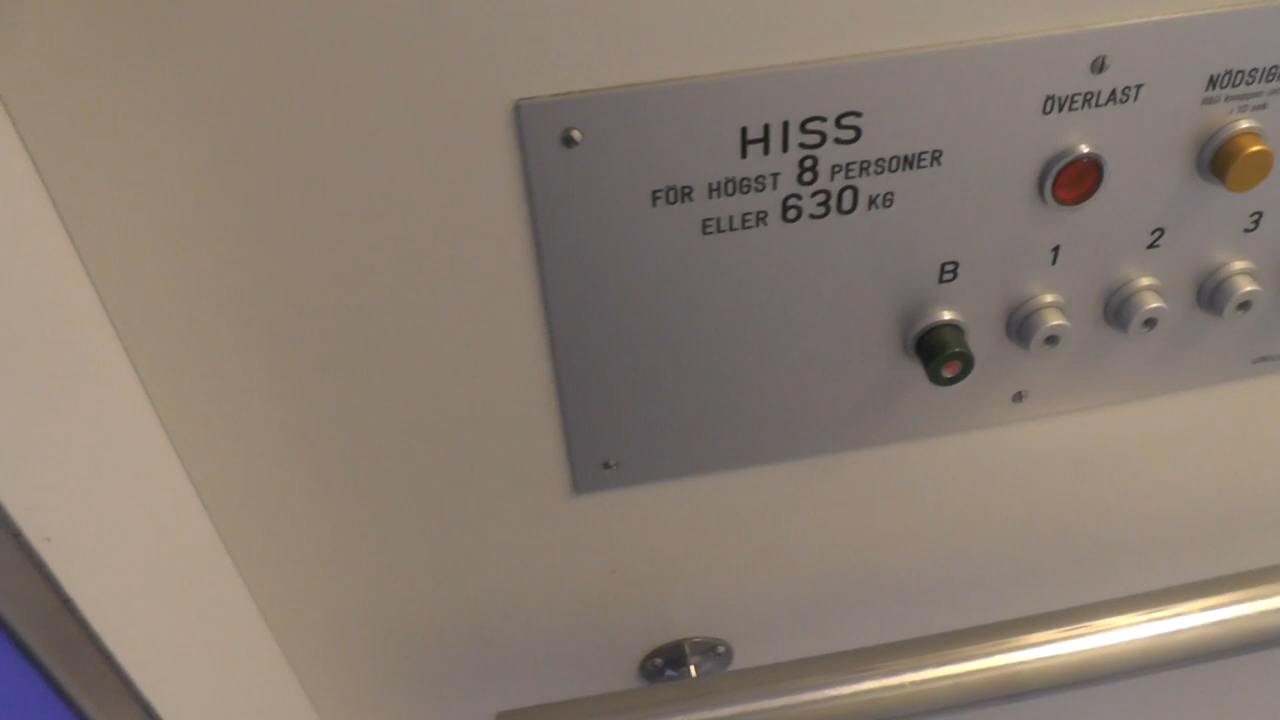 HISS
FÖR HÖGST 8 PERSONER
ELLER 630 KG
ÖVERLAST
B
1
2
3